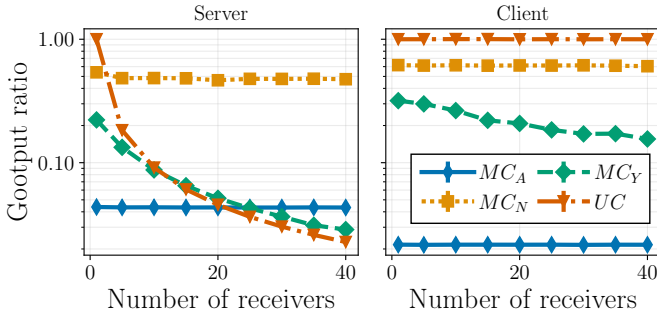 Server
Client
Gootput ratio
1.00
0.10
MC_A
MC_Y
MC_N
UC
0 20 40
0 20 40
Number of receivers
Number of receivers